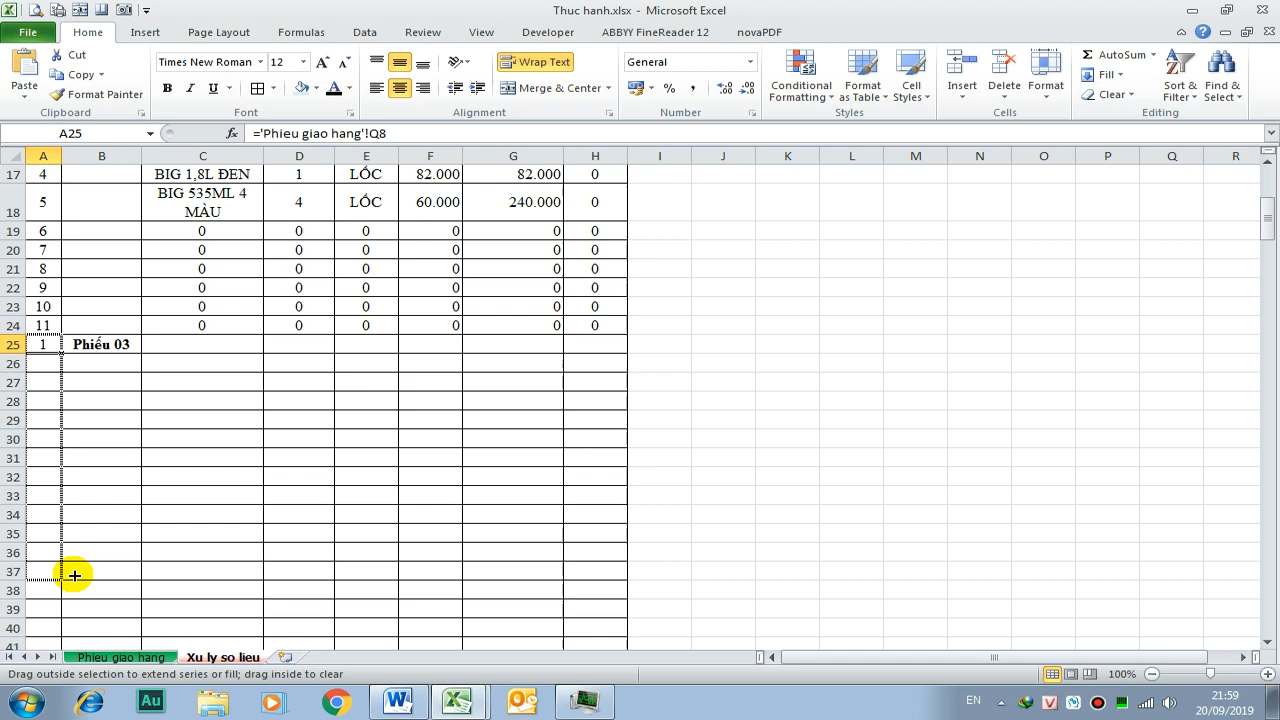 Thuc hanh.xlsx - Microsoft Excel
File Home Insert Page Layout Formulas Data Review View Developer ABBYY FineReader 12 novaPDF
Paste
Cut
Copy
Format Painter
Clipboard
Times New Roman 12
B I U
Font
Wrap Text
Merge & Center
Alignment
General
% ,
Number
Conditional Formatting
Format as Table
Cell Styles
Styles
Insert Delete Format
Cells
AutoSum
Fill
Clear
Sort & Filter
Find & Select
Editing
A25 fx ='Phieu giao hang'!Q8
A B C D E F G H I J K L M N O P Q R
17 4 BIG 1,8L ĐEN 1 LỐC 82.000 82.000 0
18 5 BIG 535ML 4 MÀU 4 LỐC 60.000 240.000 0
19 6 0 0 0 0 0 0
20 7 0 0 0 0 0 0
21 8 0 0 0 0 0 0
22 9 0 0 0 0 0 0
23 10 0 0 0 0 0 0
24 11 0 0 0 0 0 0
25 1 Phiếu 03
26
27
28
29
30
31
32
33
34
35
36
37
38
39
40
41
Phieu giao hang Xu ly so lieu
Drag outside selection to extend series or fill; drag inside to clear 100%
EN 21:59
20/09/2019